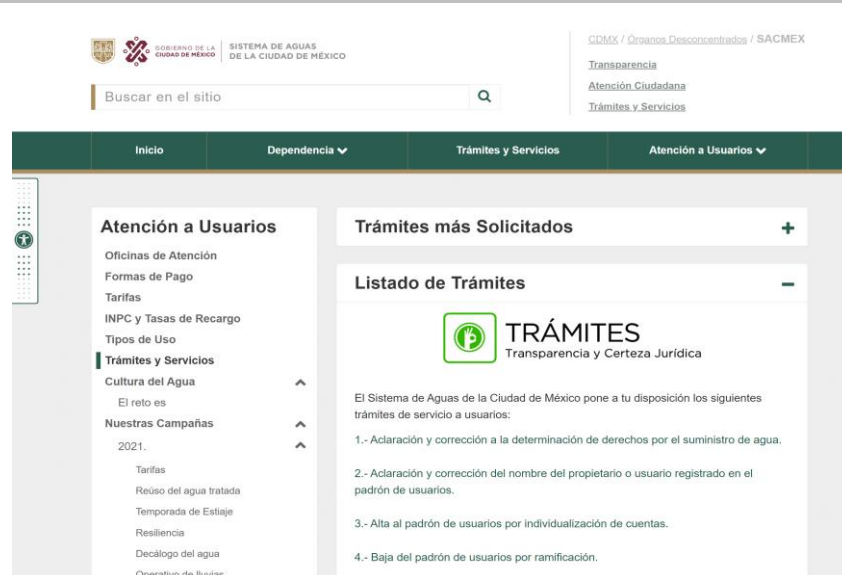 GOBIERNO DE LA
CIUDAD DE MÉXICO
SISTEMA DE AGUAS
DE LA CIUDAD DE MÉXICO
CDMX / Órganos Desconcentrados / SACMEX
Transparencia
Atención Ciudadana
Trámites y Servicios
Buscar en el sitio
Inicio
Dependencia
Trámites y Servicios
Atención a Usuarios
Atención a Usuarios
Oficinas de Atención
Formas de Pago
Tarifas
INPC y Tasas de Recargo
Tipos de Uso
Trámites y Servicios
Cultura del Agua
El reto es
Nuestras Campañas
2021.
Tarifas
Reúso del agua tratada
Temporada de Estiaje
Resiliencia
Decálogo del agua
Operativo de lluvias
Trámites más Solicitados
Listado de Trámites
TRÁMITES
Transparencia y Certeza Jurídica
El Sistema de Aguas de la Ciudad de México pone a tu disposición los siguientes
trámites de servicio a usuarios:
1.- Aclaración y corrección a la determinación de derechos por el suministro de agua.
2.- Aclaración y corrección del nombre del propietario o usuario registrado en el
padrón de usuarios.
3.- Alta al padrón de usuarios por individualización de cuentas.
4.- Baja del padrón de usuarios por ramificación.